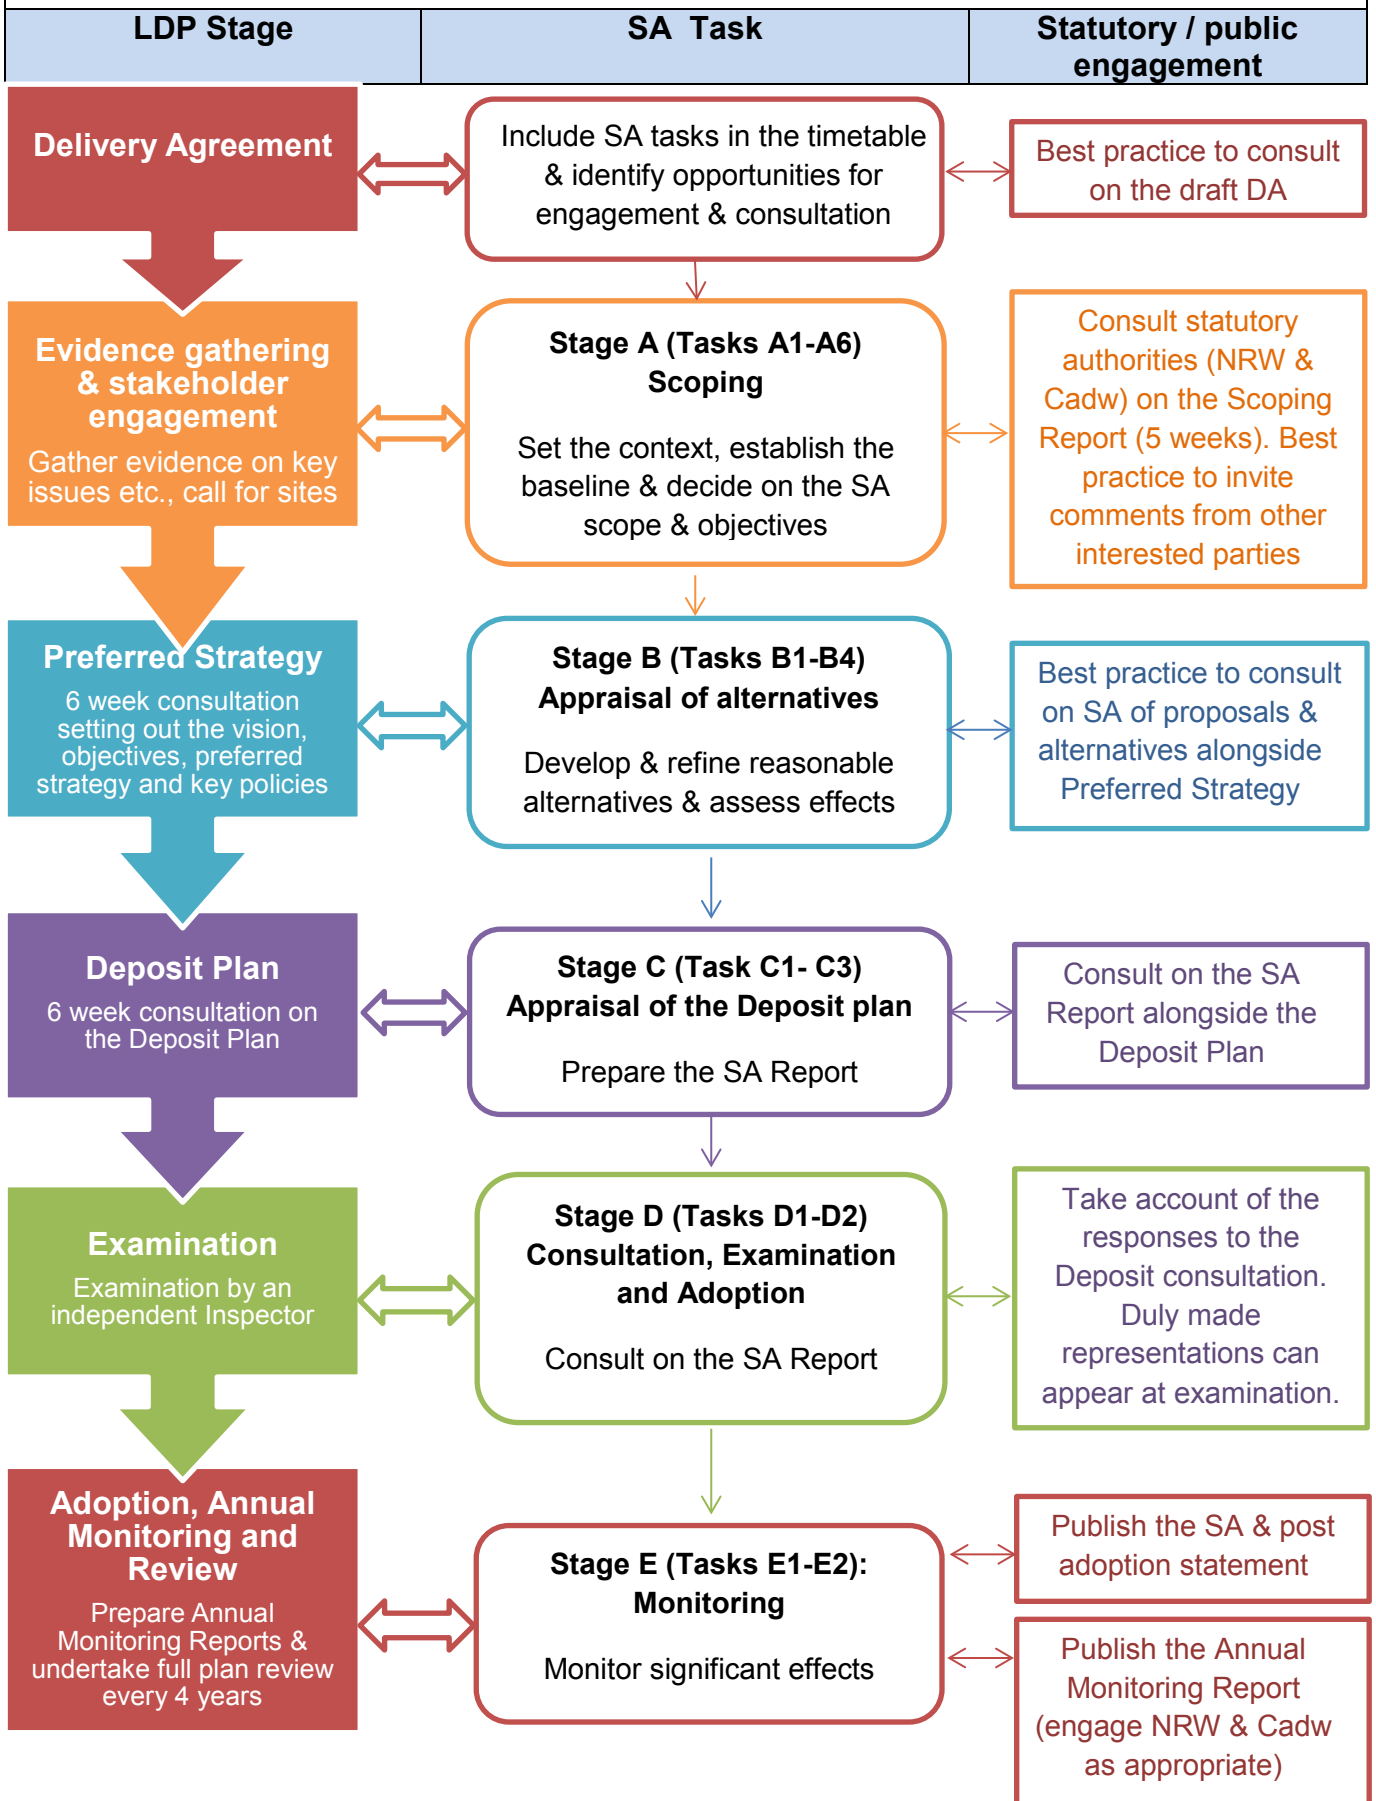 LDP Stage
SA Task
Statutory / public
engagement
Delivery Agreement
Include SA tasks in the timetable
& identify opportunities for
engagement & consultation
Best practice to consult
on the draft DA
Evidence gathering
& stakeholder
engagement
Gather evidence on key
issues etc., call for sites
Stage A (Tasks A1-A6)
Scoping
Set the context, establish the
baseline & decide on the SA
scope & objectives
Consult statutory
authorities (NRW &
Cadw) on the Scoping
Report (5 weeks). Best
practice to invite
comments from other
interested parties
Preferred Strategy
6 week consultation
setting out the vision,
objectives, preferred
strategy and key policies
Stage B (Tasks B1-B4)
Appraisal of alternatives
Develop & refine reasonable
alternatives & assess effects
Best practice to consult
on SA of proposals &
alternatives alongside
Preferred Strategy
Deposit Plan
6 week consultation on
the Deposit Plan
Stage C (Task C1- C3)
Appraisal of the Deposit plan
Prepare the SA Report
Consult on the SA
Report alongside the
Deposit Plan
Examination
Examination by an
independent Inspector
Stage D (Tasks D1-D2)
Consultation, Examination
and Adoption
Consult on the SA Report
Take account of the
responses to the
Deposit consultation.
Duly made
representations can
appear at examination.
Adoption, Annual
Monitoring and
Review
Prepare Annual
Monitoring Reports &
undertake full plan review
every 4 years
Stage E (Tasks E1-E2):
Monitoring
Monitor significant effects
Publish the SA & post
adoption statement
Publish the Annual
Monitoring Report
(engage NRW & Cadw
as appropriate)